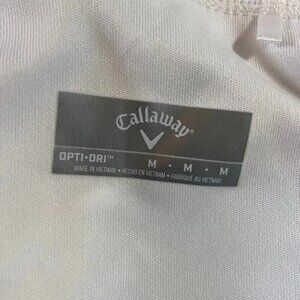 Callaway
OPTI•DRI™ M • M • M
MADE IN VIETNAM • HECHO EN VIETNAM • FABRIQUÉ AU VIETNAM